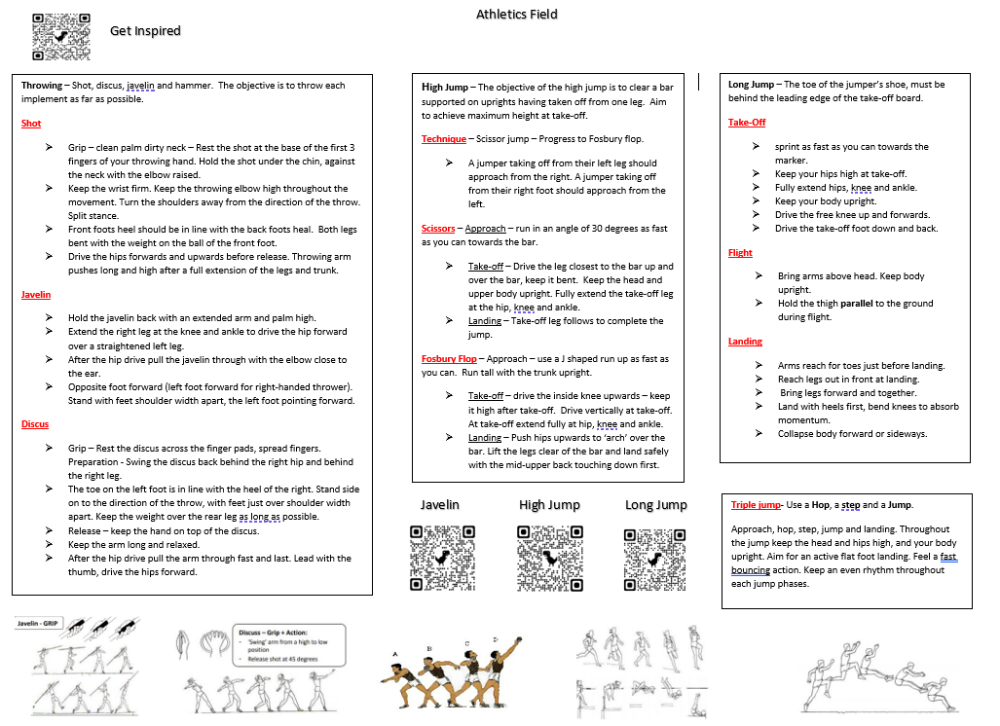 Athletics Field
Get Inspired
Throwing – Shot, discus, javelin and hammer.  The objective is to throw each
implement as far as possible.
Shot
➢ Grip – clean palm dirty neck – Rest the shot at the base of the first 3
fingers of your throwing hand. Hold the shot under the chin, against
the neck with the elbow raised.
➢ Keep the wrist firm. Keep the throwing elbow high throughout the
movement. Turn the shoulders away from the direction of the throw.
Split stance.
➢ Front foots heel should be in line with the back foots heal.  Both legs
bent with the weight on the ball of the front foot.
➢ Drive the hips forwards and upwards before release. Throwing arm
pushes long and high after a full extension of the legs and trunk.
Javelin
➢ Hold the javelin back with an extended arm and palm high.
➢ Extend the right leg at the knee and ankle to drive the hip forward
over a straightened left leg.
➢ After the hip drive pull the javelin through with the elbow close to
the ear.
➢ Opposite foot forward (left foot forward for right-handed thrower).
Stand with feet shoulder width apart, the left foot pointing forward.
Discus
➢ Grip – Rest the discus across the finger pads, spread fingers.
Preparation - Swing the discus back behind the right hip and behind
the right leg.
➢ The toe on the left foot is in line with the heel of the right. Stand side
on to the direction of the throw, with feet just over shoulder width
apart. Keep the weight over the rear leg as long as possible.
➢ Release – keep the hand on top of the discus.
➢ Keep the arm long and relaxed.
➢ After the hip drive pull the arm through fast and last. Lead with the
thumb, drive the hips forward.
High Jump – The objective of the high jump is to clear a bar
supported on uprights having taken off from one leg.  Aim
to achieve maximum height at take-off.
Technique – Scissor jump – Progress to Fosbury flop.
➢ A jumper taking off from their left leg should
approach from the right. A jumper taking off
from their right foot should approach from the
left.
Scissors – Approach – run in an angle of 30 degrees as fast
as you can towards the bar.
➢ Take-off – Drive the leg closest to the bar up and
over the bar, keep it bent.  Keep the head and
upper body upright. Fully extend the take-off leg
at the hip, knee and ankle.
➢ Landing – Take-off leg follows to complete the
jump.
Fosbury Flop – Approach – use a J shaped run up as fast as
you can.  Run tall with the trunk upright.
➢ Take-off – drive the inside knee upwards – keep
it high after take-off.  Drive vertically at take-off.
At take-off extend fully at hip, knee and ankle.
➢ Landing – Push hips upwards to ‘arch’ over the
bar. Lift the legs clear of the bar and land safely
with the mid-upper back touching down first.
Long Jump – The toe of the jumper's shoe, must be
behind the leading edge of the take-off board.
Take-Off
➢ sprint as fast as you can towards the
marker.
➢ Keep your hips high at take-off.
➢ Fully extend hips, knee and ankle.
➢ Keep your body upright.
➢ Drive the free knee up and forwards.
➢ Drive the take-off foot down and back.
Flight
➢ Bring arms above head. Keep body
upright.
➢ Hold the thigh parallel to the ground
during flight.
Landing
➢ Arms reach for toes just before landing.
➢ Reach legs out in front at landing.
➢ Bring legs forward and together.
➢ Land with heels first, bend knees to absorb
momentum.
➢ Collapse body forward or sideways.
Triple jump- Use a Hop, a step and a Jump.
Approach, hop, step, jump and landing. Throughout
the jump keep the head and hips high, and your body
upright. Aim for an active flat foot landing. Feel a fast
bouncing action. Keep an even rhythm throughout
each jump phases.
Javelin
High Jump
Long Jump
Javelin - GRIP
Discuss – Grip + Action:
- ‘Swing’ arm from a high to low
position
- Release shot at 45 degrees
A
B
C
D